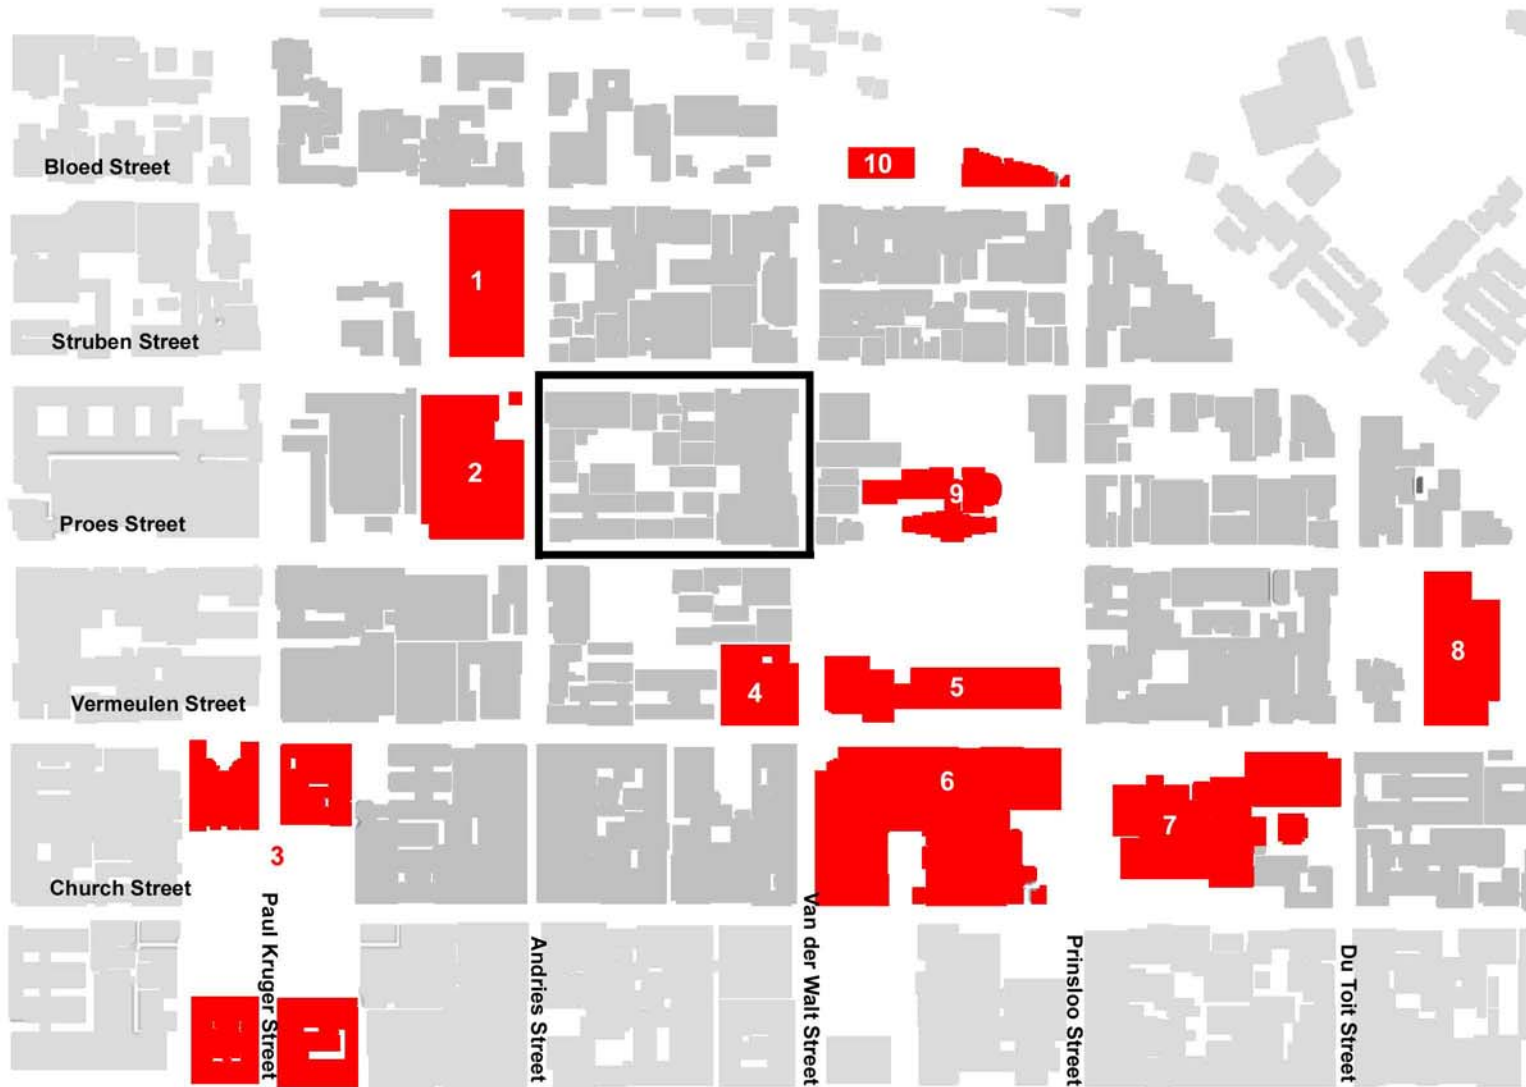 Bloed Street
10
1
Struben Street
2
9
Proes Street
8
4
5
Vermeulen Street
6
7
3
Church Street
Paul Kruger Street
Andries Street
Van der Walt Street
Prinsloo Street
Du Toit Street